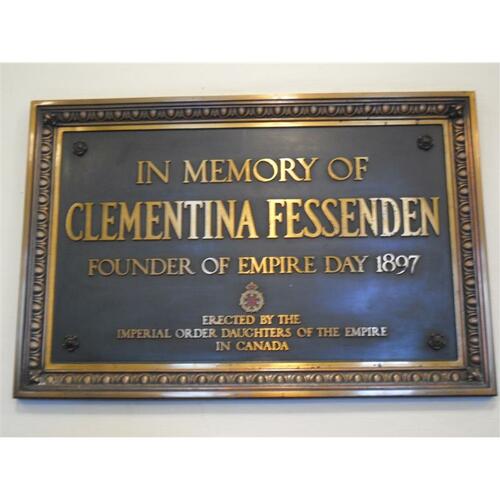 IN MEMORY OF
CLEMENTINA FESSENDEN
FOUNDER OF EMPIRE DAY 1897
ERECTED BY THE
IMPERIAL ORDER DAUGHTERS OF THE EMPIRE
IN CANADA